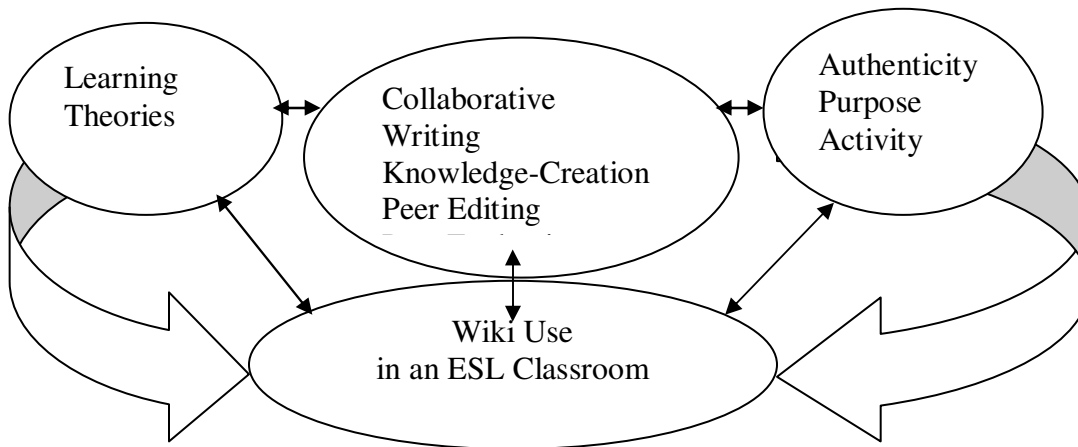 Learning
Theories
Collaborative
Writing
Knowledge-Creation
Peer Editing
Authenticity
Purpose
Activity
Wiki Use
in an ESL Classroom